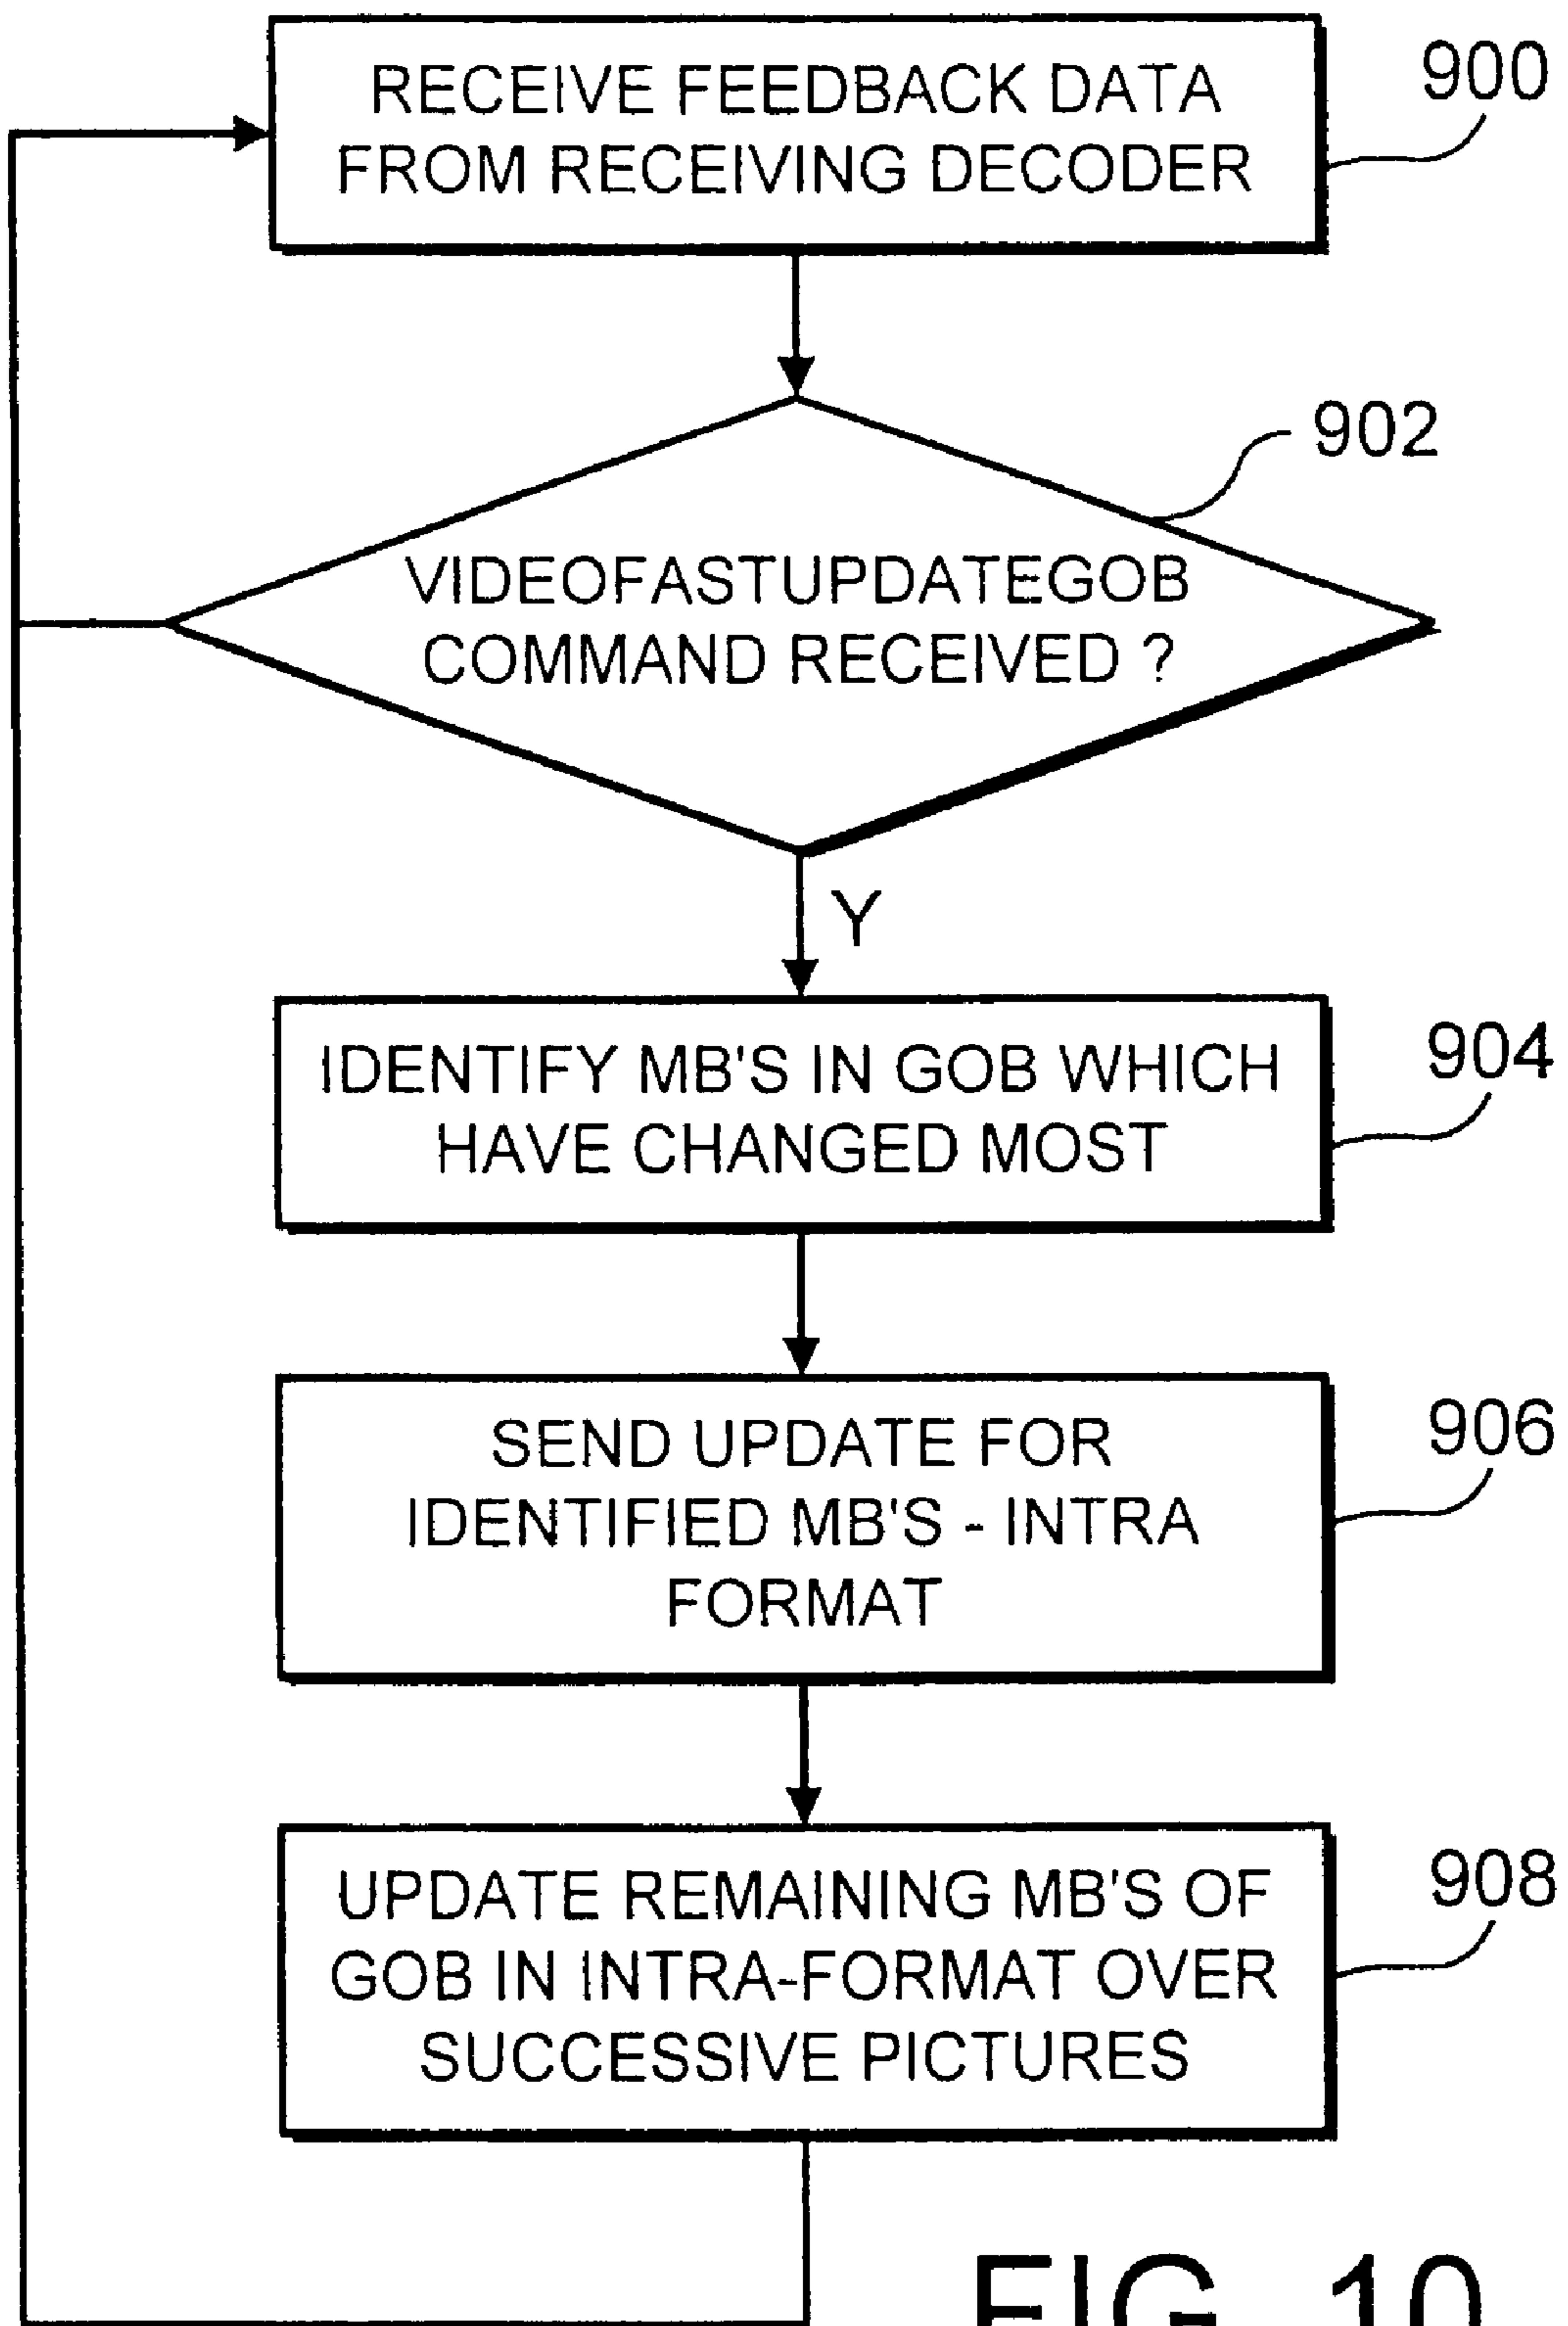 RECEIVE FEEDBACK DATA
FROM RECEIVING DECODER
900
902
VIDEOFASTUPDATEGOB
COMMAND RECEIVED ?
Y
IDENTIFY MB'S IN GOB WHICH
HAVE CHANGED MOST
904
SEND UPDATE FOR
IDENTIFIED MB'S - INTRA
FORMAT
906
UPDATE REMAINING MB'S OF
GOB IN INTRA-FORMAT OVER
SUCCESSIVE PICTURES
908
FIG. 10